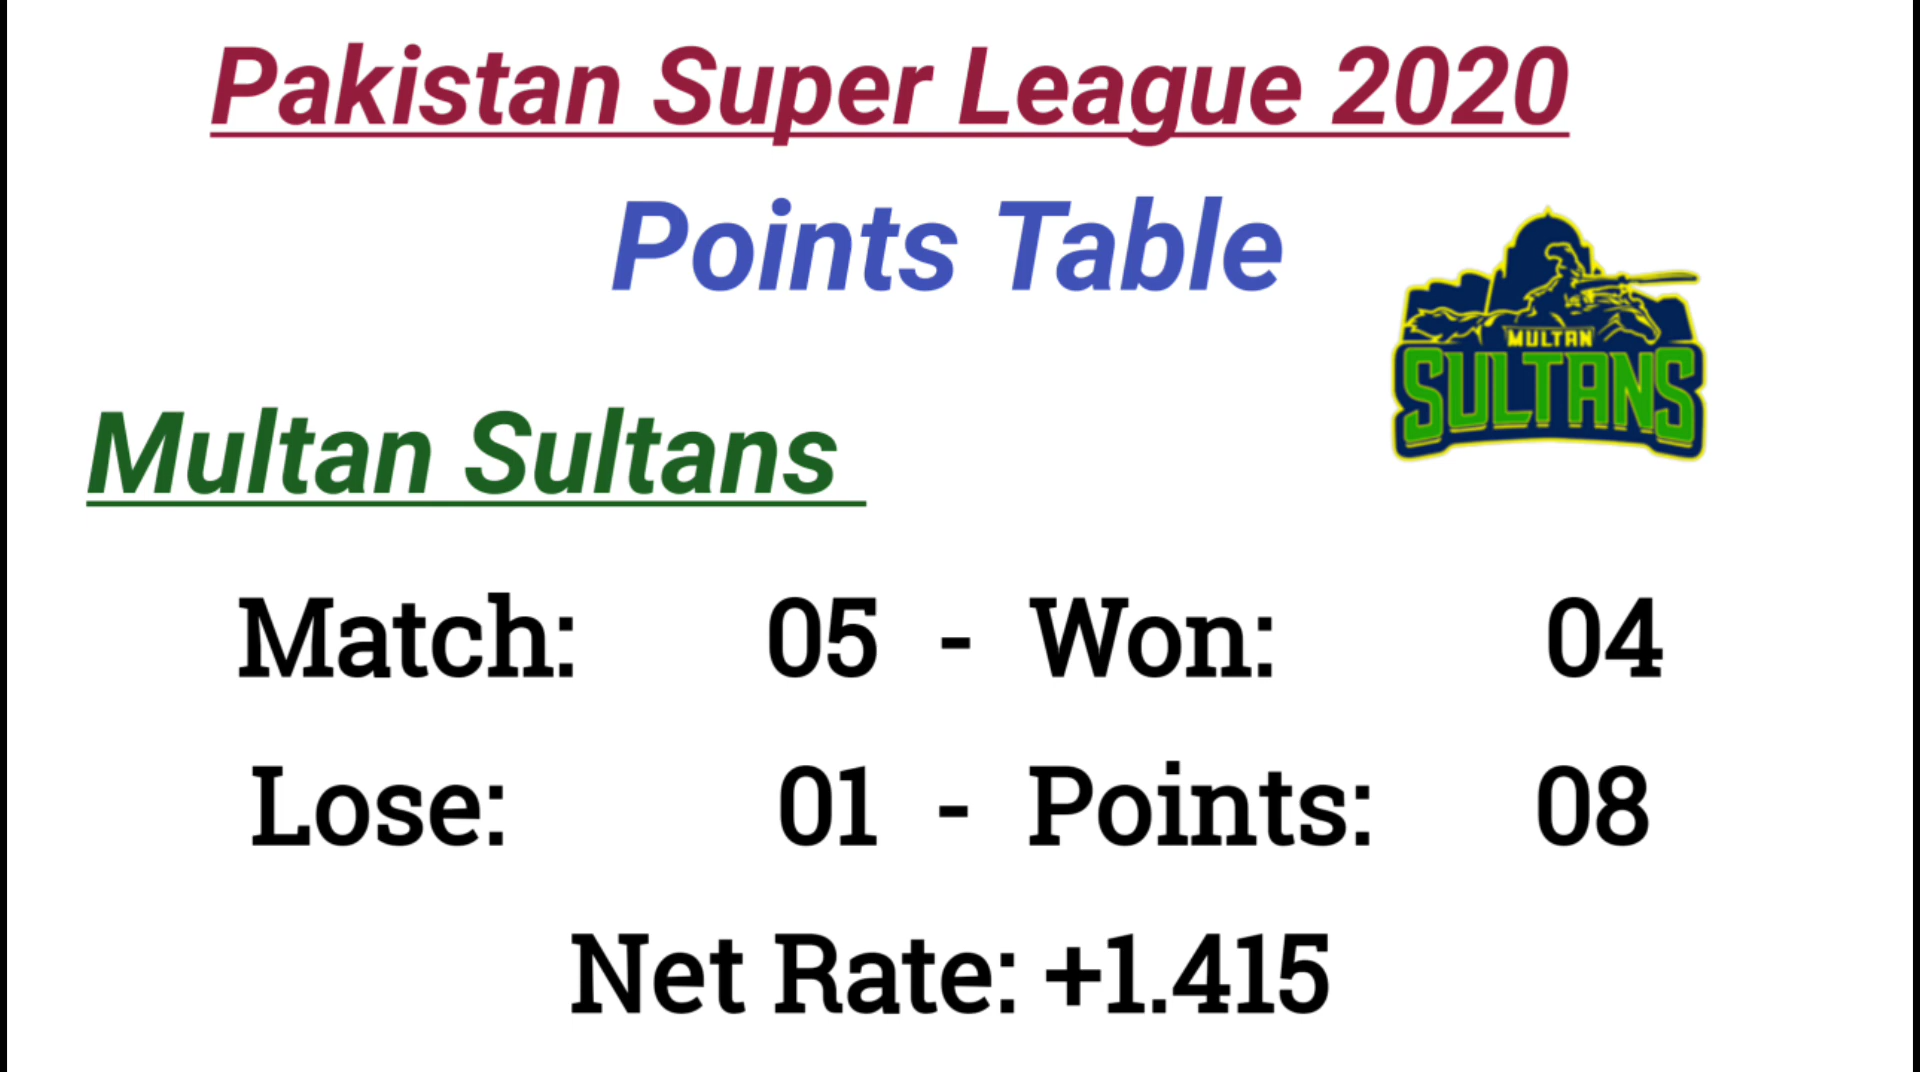 Pakistan Super League 2020
Points Table
MULTAN
SULTANS
Multan Sultans
Match: 05 - Won: 04
Lose: 01 - Points: 08
Net Rate: +1.415